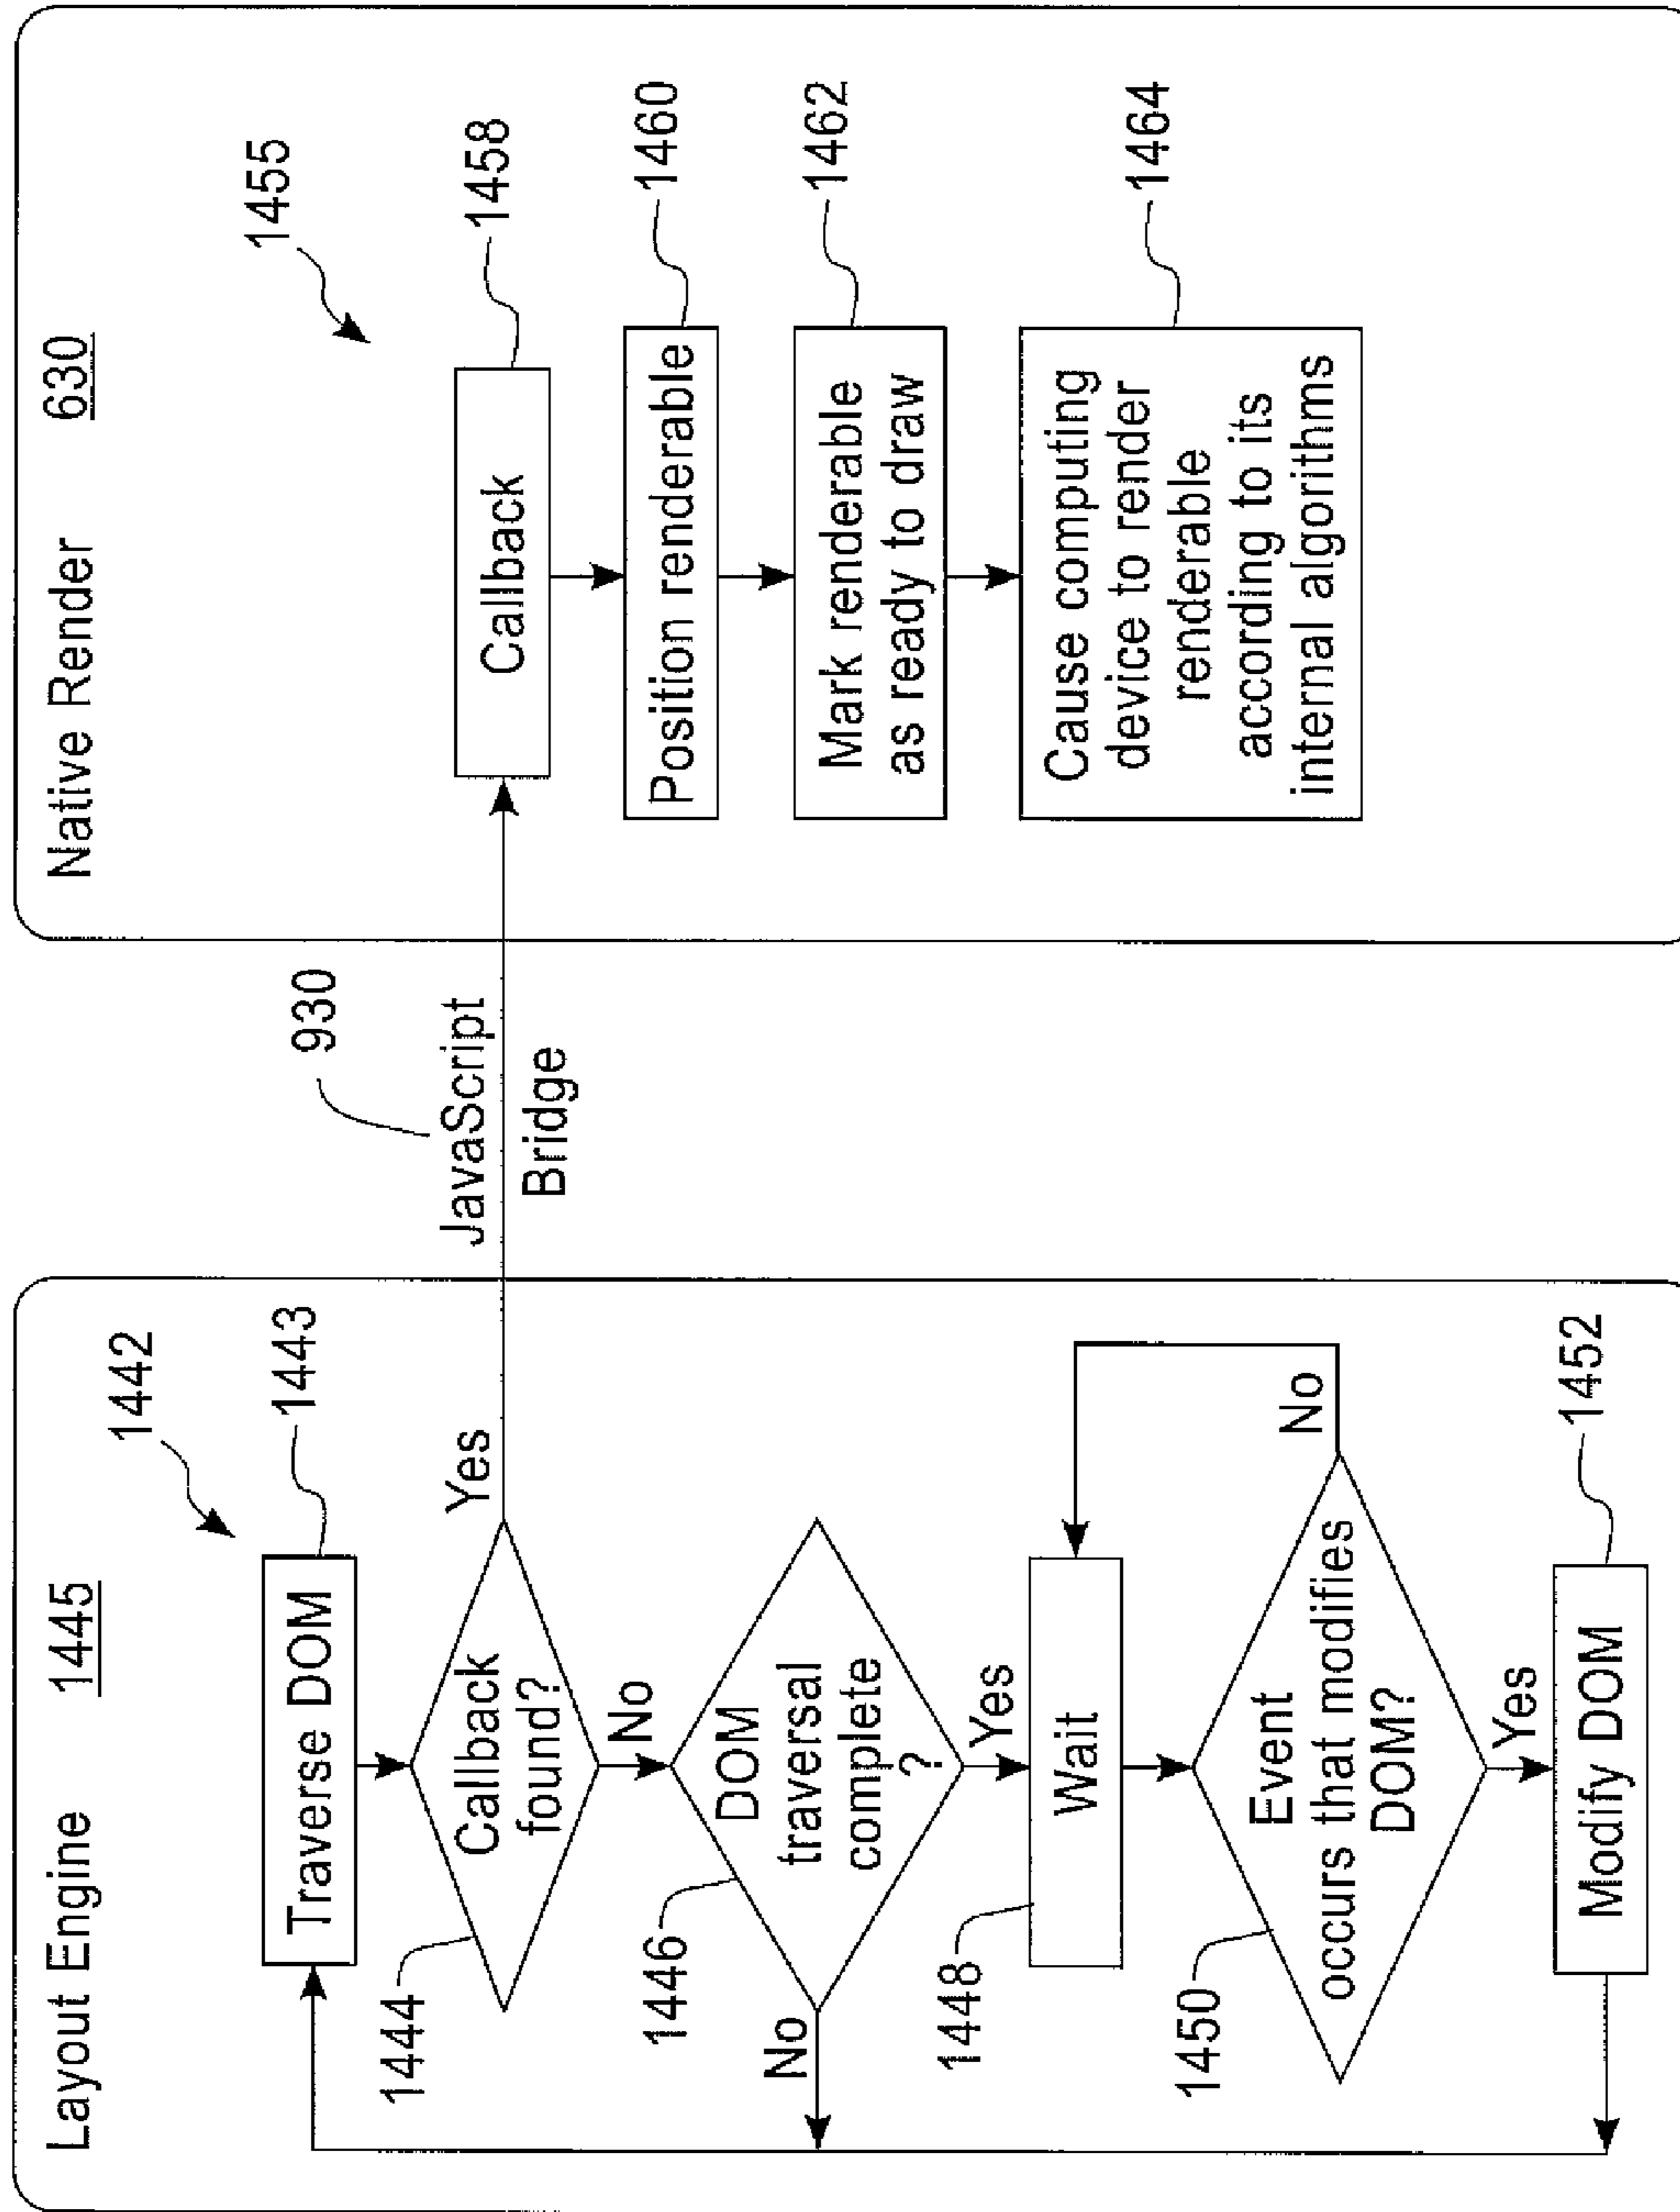 Layout Engine 1445
1442
Traverse DOM
1443
Callback
found?
1444
Yes
No
DOM
traversal
complete
?
1446
No
Yes
Wait
1448
Event
occurs that modifies
DOM?
1450
No
Yes
Modify DOM
1452
930
JavaScript
Bridge
Native Render 630
1455
Callback
1458
Position renderable
1460
Mark renderable
as ready to draw
1462
Cause computing
device to render
renderable
according to its
internal algorithms
1464